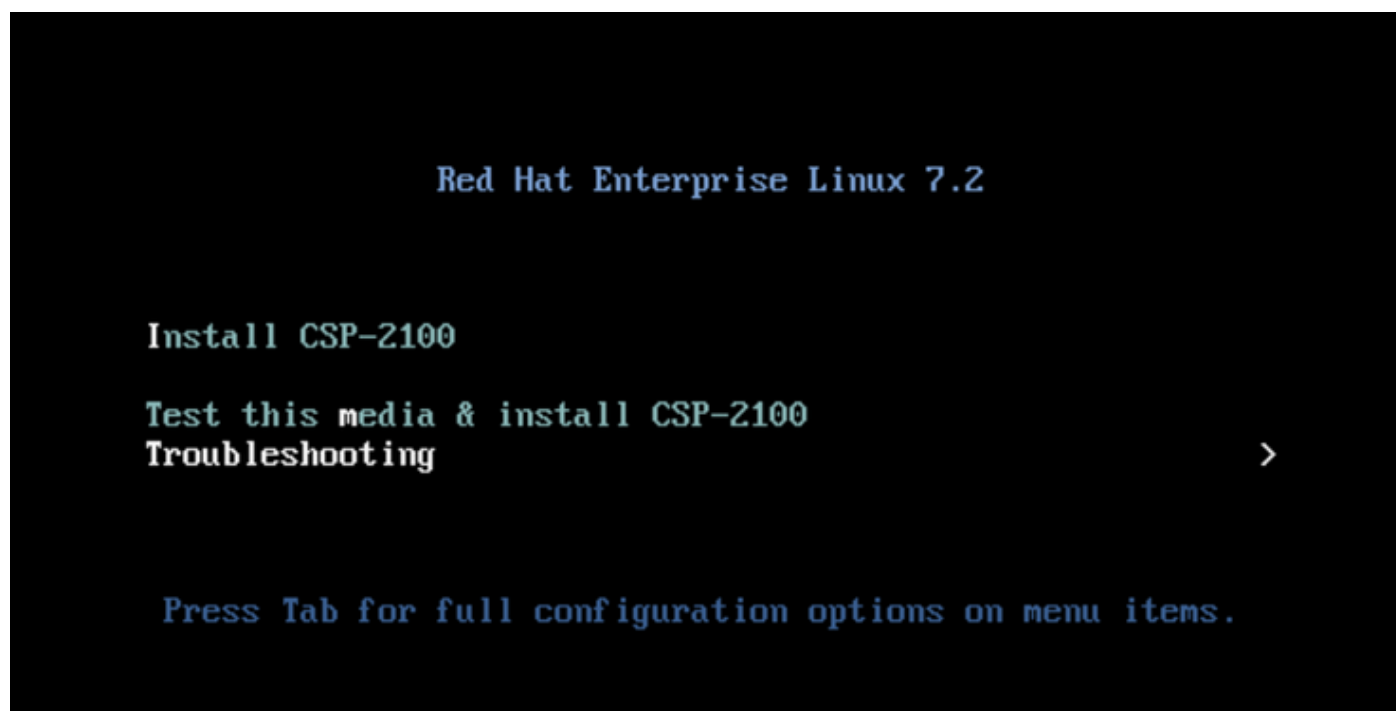 Red Hat Enterprise Linux 7.2
Install CSP-2100
Test this media & install CSP-2100
Troubleshooting >
Press Tab for full configuration options on menu items.